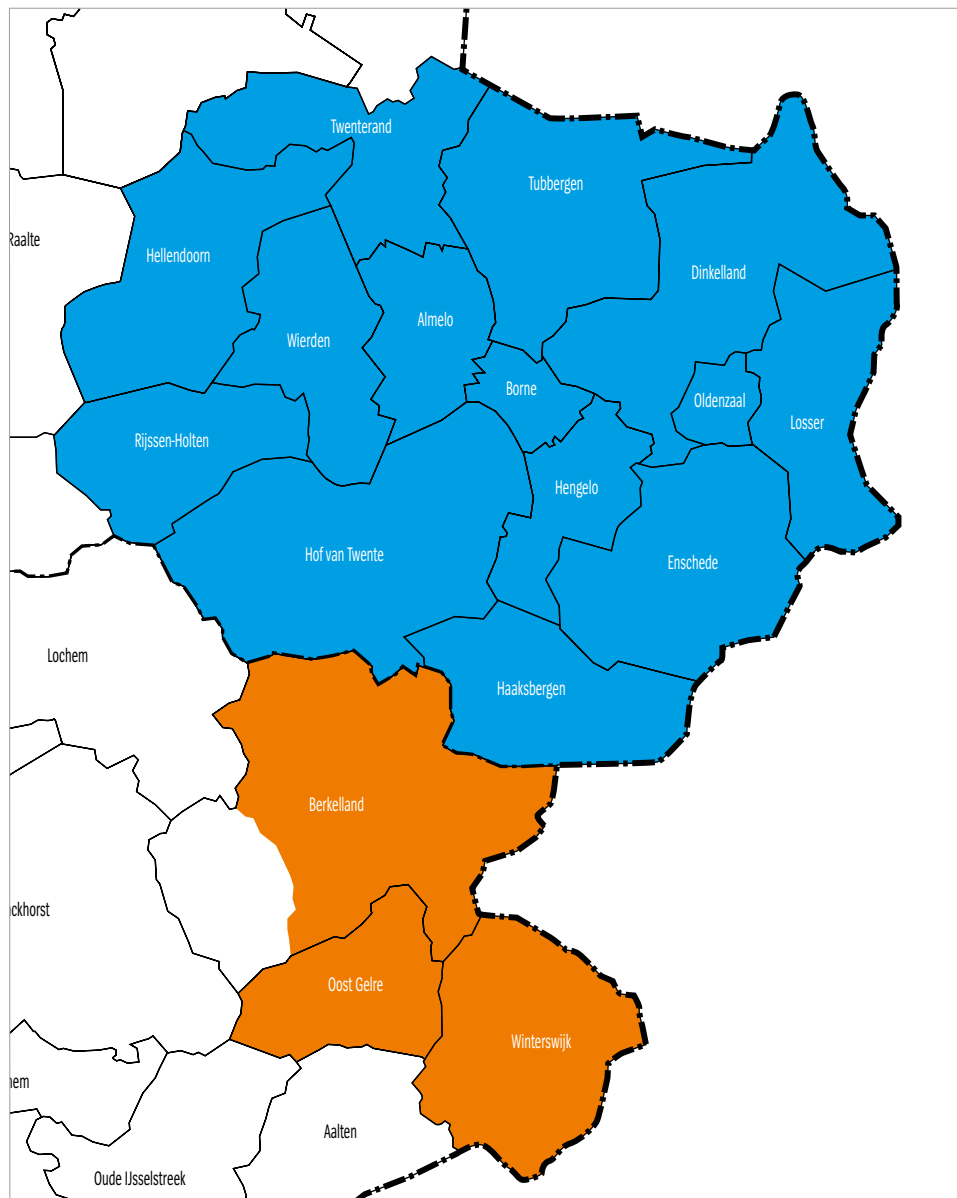 Twenterand
Tubbergen
Raalte
Hellendoorn
Dinkelland
Almelo
Wierden
Borne
Oldenzaal
Losser
Rijssen-Holten
Hengelo
Hof van Twente
Enschede
Lochem
Haaksbergen
Berkelland
ckhorst
Oost Gelre
Winterswijk
hem
Aalten
Oude IJsselstreek